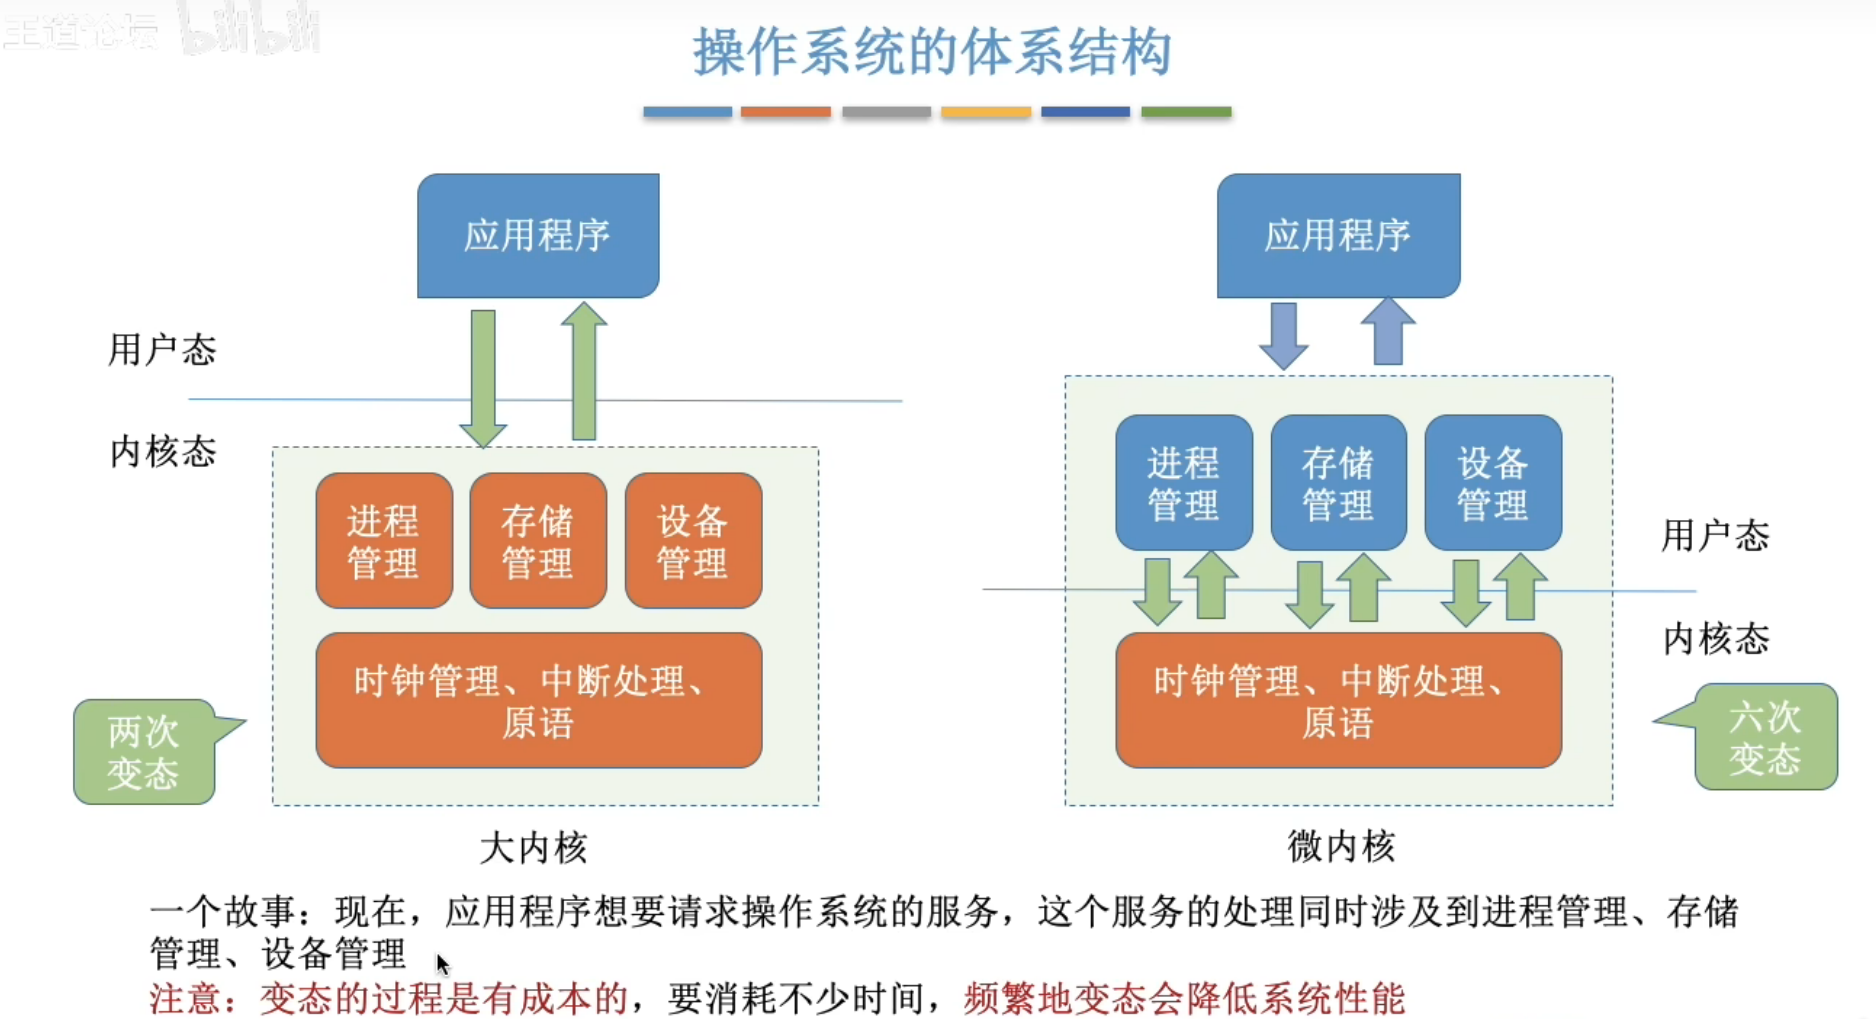 王道论坛 bilibili
操作系统的体系结构
应用程序
用户态
内核态
进程
管理
存储
管理
设备
管理
时钟管理、中断处理、
原语
两次
变态
大内核
应用程序
进程
管理
存储
管理
设备
管理
用户态
内核态
时钟管理、中断处理、
原语
六次
变态
微内核
一个故事：现在，应用程序想要请求操作系统的服务，这个服务的处理同时涉及到进程管理、存储
管理、设备管理
注意：变态的过程是有成本的，要消耗不少时间，频繁地变态会降低系统性能